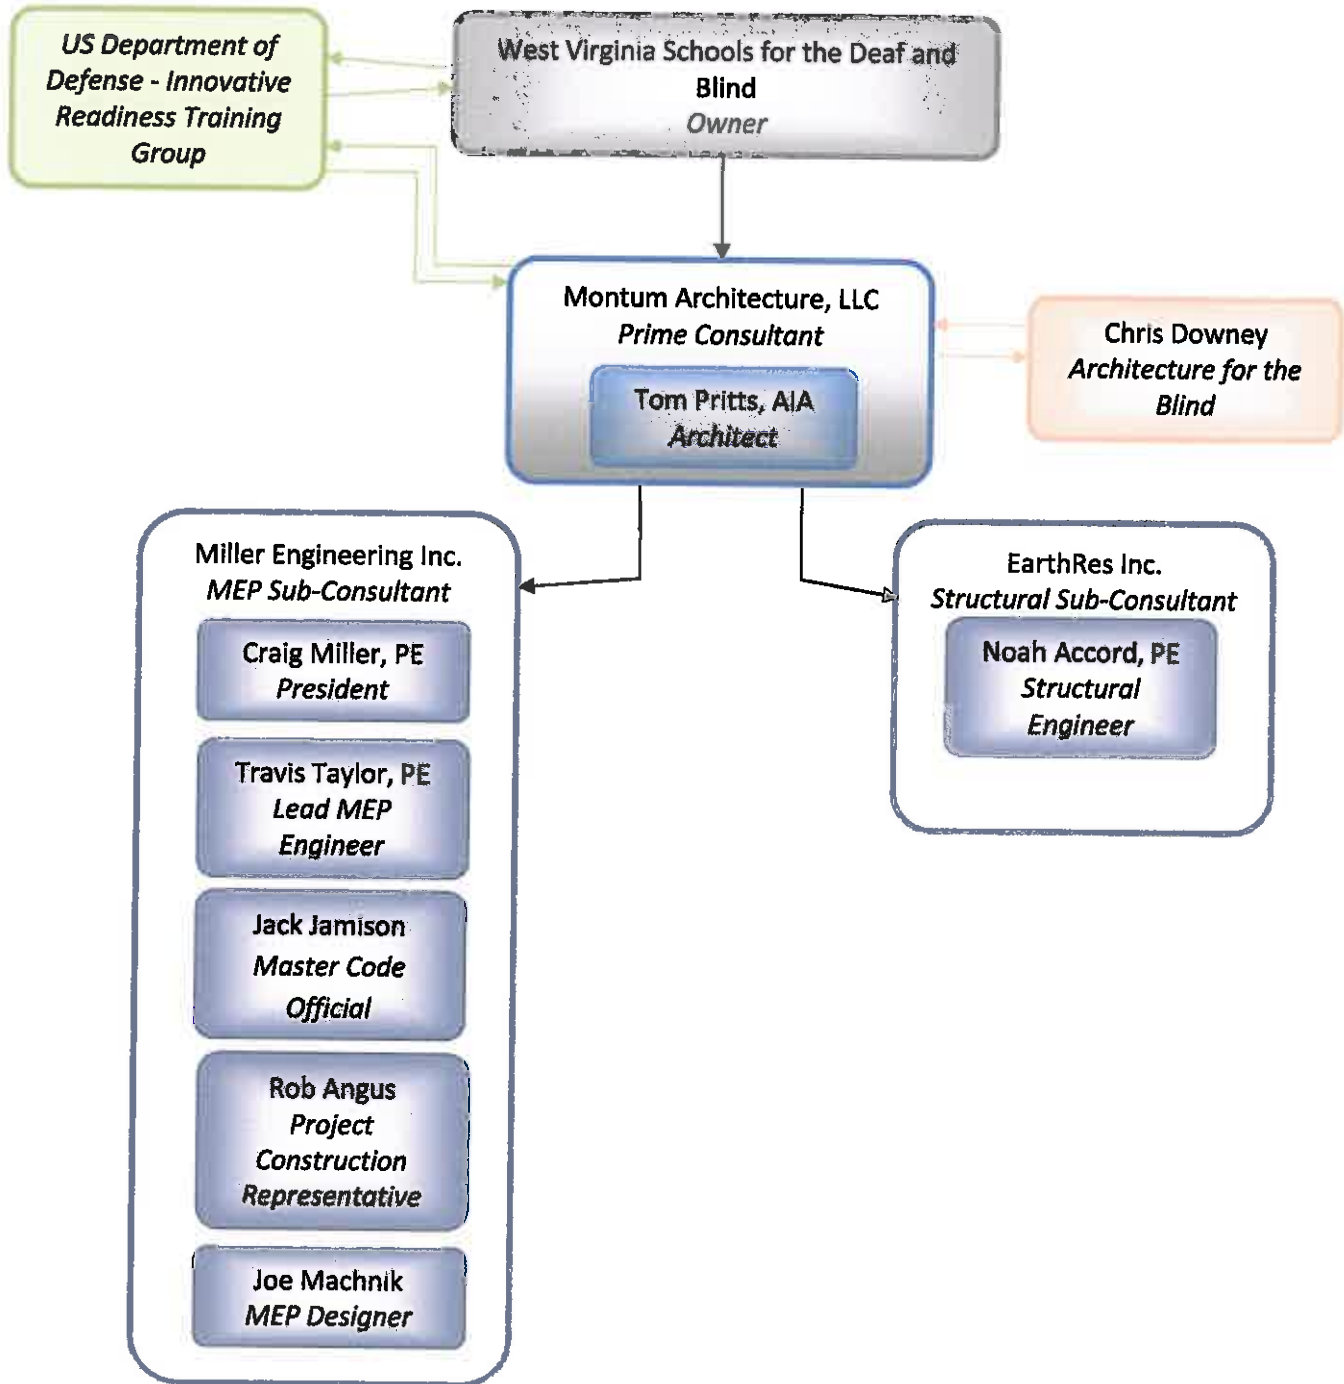 US Department of
Defense - Innovative
Readiness Training
Group
West Virginia Schools for the Deaf and
Blind
Owner
Montum Architecture, LLC
Prime Consultant
Tom Pritts, AIA
Architect
Chris Downey
Architecture for the
Blind
Miller Engineering Inc.
MEP Sub-Consultant
Craig Miller, PE
President
Travis Taylor, PE
Lead MEP
Engineer
Jack Jamison
Master Code
Official
Rob Angus
Project
Construction
Representative
Joe Machnik
MEP Designer
EarthRes Inc.
Structural Sub-Consultant
Noah Accord, PE
Structural
Engineer